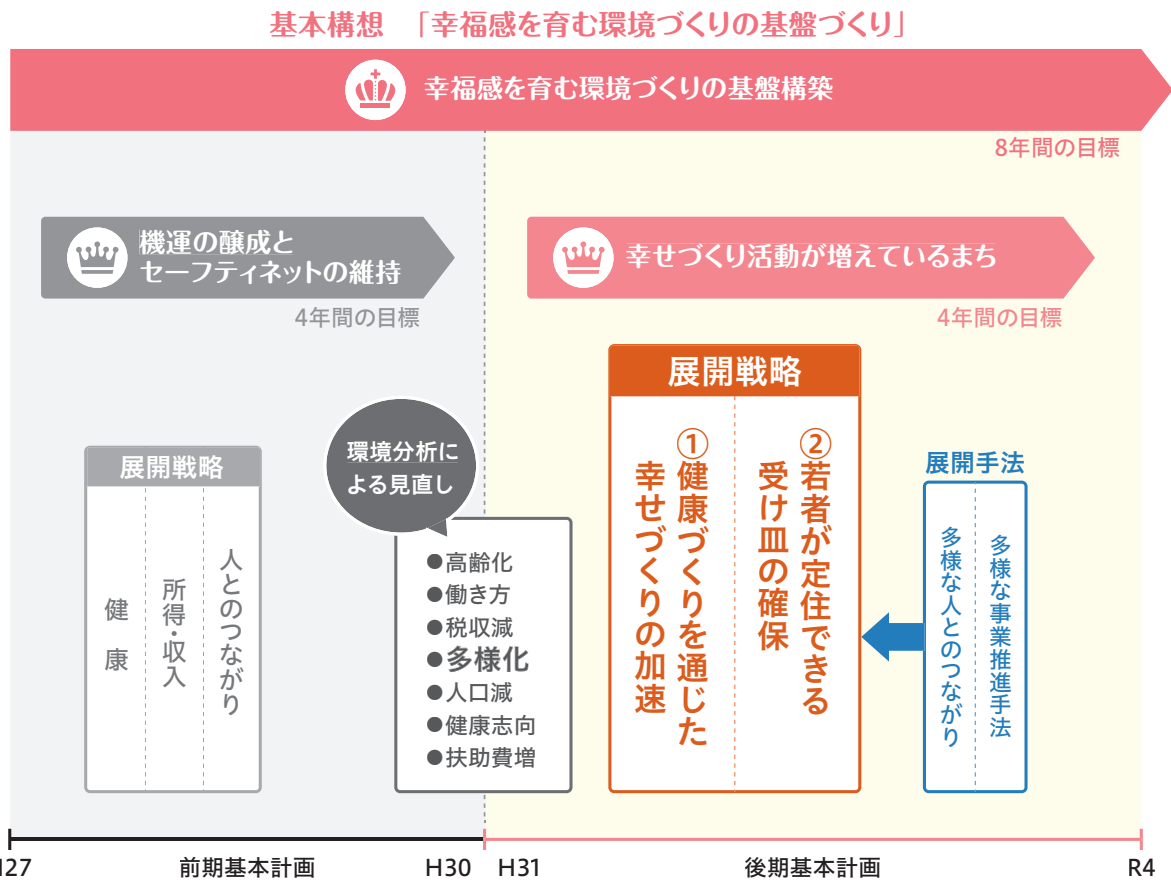 基本構想 「幸福感を育む環境づくりの基盤づくり」
幸福感を育む環境づくりの基盤構築
8年間の目標
機運の醸成と
セーフティネットの維持
4年間の目標
幸せづくり活動が増えているまち
4年間の目標
展開戦略
人とのつながり
所得・収入
健康
環境分析に
よる見直し
●高齢化
●働き方
●税収減
●多様化
●人口減
●健康志向
●扶助費増
展開戦略
①健康づくりを通じた
幸せづくりの加速
②若者が定住できる
受け皿の確保
展開手法
多様な事業推進手法
多様な人とのつながり
H27 前期基本計画 H30 H31 後期基本計画 R4